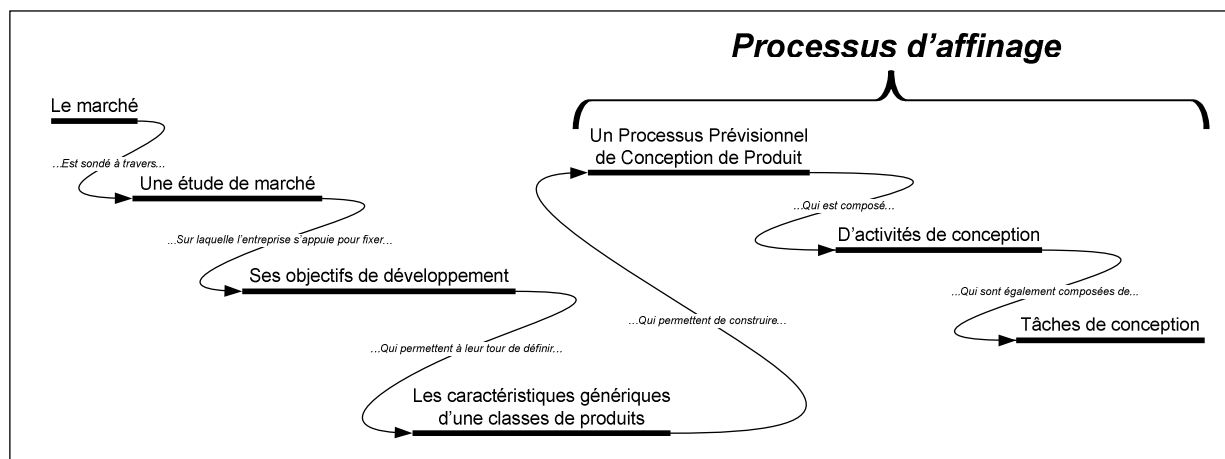 Processus d’affinage
Le marché
...Est sondé à travers...
Une étude de marché
...Sur laquelle l’entreprise s’appuie pour fixer...
Ses objectifs de développement
...Qui permettent à leur tour de définir...
Les caractéristiques génériques
d’une classes de produits
...Qui permettent de construire...
Un Processus Prévisionnel
de Conception de Produit
...Qui est composé...
D’activités de conception
...Qui sont également composées de...
Tâches de conception